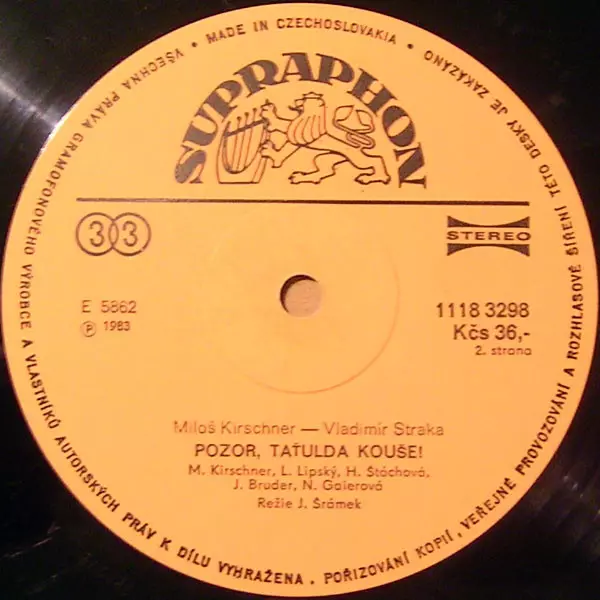 VŠECHNA PRÁVA GRAMOFONOVÉHO VÝROBCE A VLASTNÍKŮ AUTORSKÝCH PRÁV K DÍLU VYHRAŽENA . POŘIZOVÁNÍ KOPIÍ, VEŘEJNÉ PROVOZOVÁNÍ A ROZHLASOVÉ ŠÍŘENÍ TÉTO DESKY JE ZAKÁZÁNO
• MADE IN CZECHOSLOVAKIA •
SUPRAPHON
33
STEREO
E 5862
Ⓟ 1983
1118 3298
Kčs 36,-
2. strana
Miloš Kirschner — Vladimír Straka
POZOR, TAŤULDA KOUŠE!
M. Kirschner, L. Lipský, H. Štáchová,
J. Bruder, N. Gaierová
Režie J. Šrámek